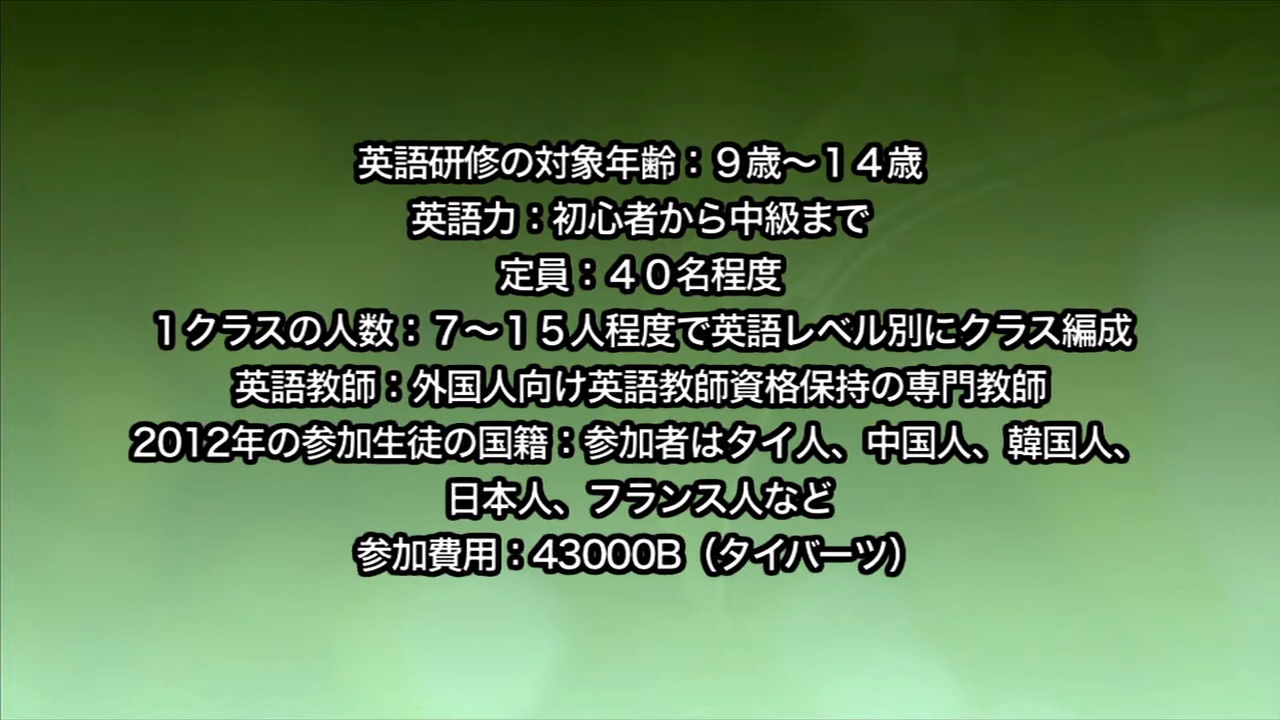 英語研修の対象年齢：９歳〜１４歳
英語力：初心者から中級まで
定員：４０名程度
１クラスの人数：７〜１５人程度で英語レベル別にクラス編成
英語教師：外国人向け英語教師資格保持の専門教師
2012年の参加生徒の国籍：参加者はタイ人、中国人、韓国人、
日本人、フランス人など
参加費用：43000B（タイバーツ）